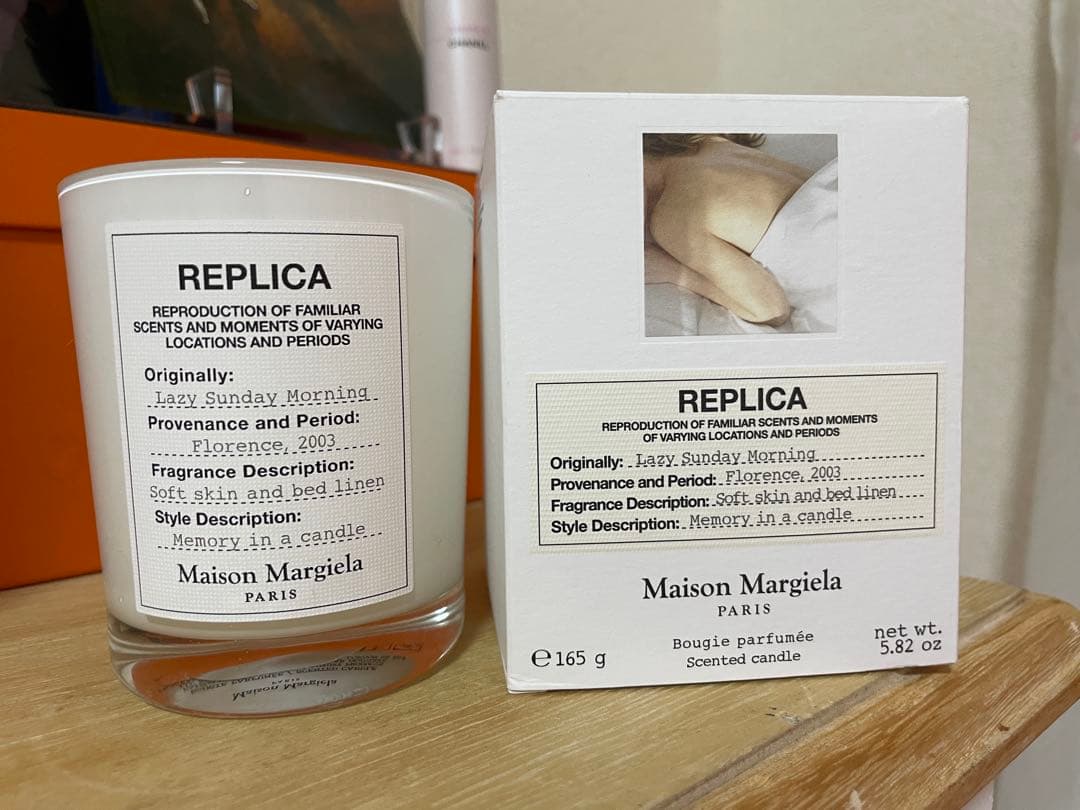 REPLICA
REPRODUCTION OF FAMILIAR
SCENTS AND MOMENTS OF VARYING
LOCATIONS AND PERIODS
Originally:
Lazy Sunday Morning
Provenance and Period:
Florence, 2003
Fragrance Description:
Soft skin and bed linen
Style Description:
Memory in a candle
Maison Margiela
PARIS
Maison Margiela
REPLICA
REPRODUCTION OF FAMILIAR SCENTS AND MOMENTS
OF VARYING LOCATIONS AND PERIODS
Originally: Lazy Sunday Morning
Provenance and Period: Florence, 2003
Fragrance Description: Soft skin and bed linen
Style Description: Memory in a candle
Maison Margiela
PARIS
Bougie parfumée
Scented candle
℮ 165 g
net wt.
5.82 oz